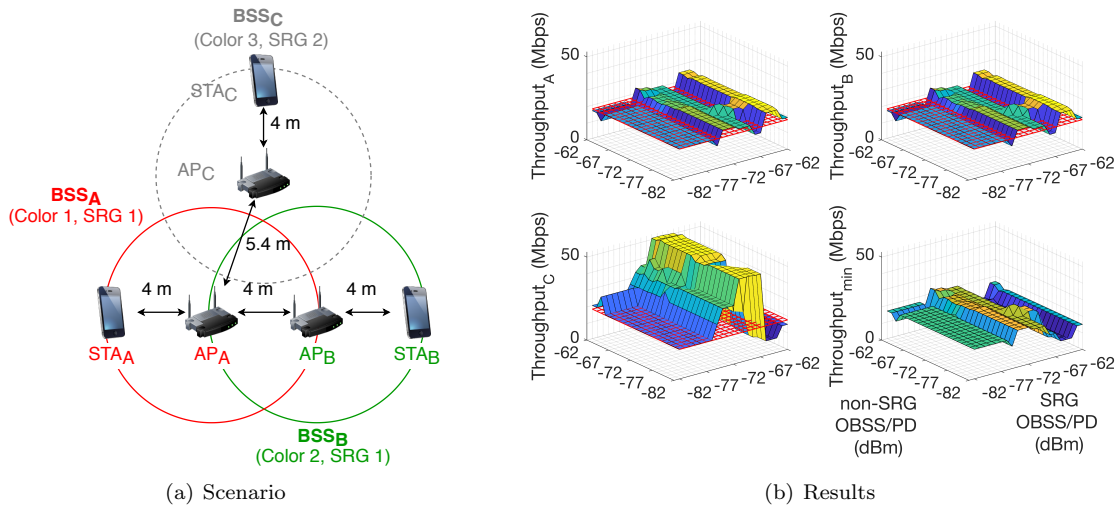 BSSC
(Color 3, SRG 2)
STAC
4 m
APC
BSSA
(Color 1, SRG 1)
5.4 m
4 m
4 m
4 m
STAA
APA
APB
STAB
BSSB
(Color 2, SRG 1)
(a) Scenario
ThroughputA (Mbps)
50
0
-62
-67
-72
-77
-82
-82
-77
-72
-67
-62
ThroughputB (Mbps)
50
0
-62
-67
-72
-77
-82
-82
-77
-72
-67
-62
ThroughputC (Mbps)
50
0
-62
-67
-72
-77
-82
-82
-77
-72
-67
-62
Throughputmin (Mbps)
50
0
-62
-67
-72
-77
-82
-82
-77
-72
-67
-62
non-SRG
OBSS/PD
(dBm)
SRG
OBSS/PD
(dBm)
(b) Results